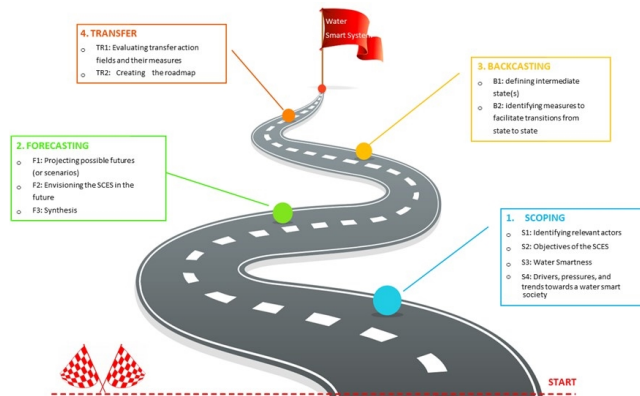 Water
Smart System
4. TRANSFER
o TR1: Evaluating transfer action
fields and their measures
o TR2: Creating the roadmap
3. BACKCASTING
o B1: defining intermediate
state(s)
o B2: Identifying measures to
facilitate transitions from
state to state
2. FORECASTING
o F1: Projecting possible futures
(or scenarios)
o F2: Envisioning the SCES in the
future
o F3: Synthesis
1. SCOPING
o S1: Identifying relevant actors
o S2: Objectives of the SCES
o S3: Water Smartness
o S4: Drivers, pressures, and
trends towards a water smart
society
START